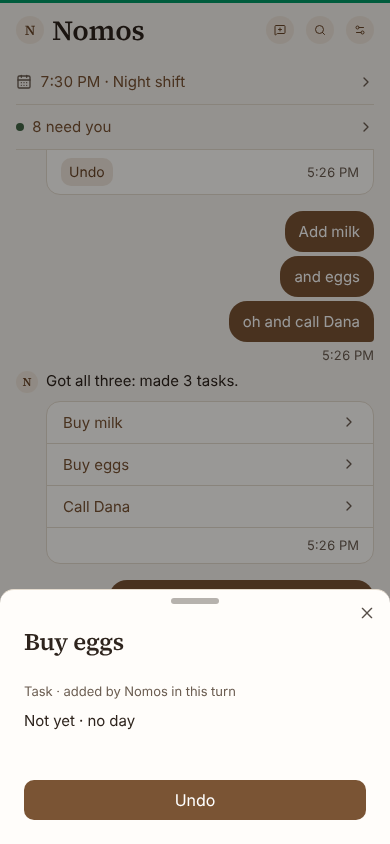 N Nomos
7:30 PM · Night shift
8 need you
Undo 5:26 PM
Add milk
and eggs
oh and call Dana
5:26 PM
N Got all three: made 3 tasks.
Buy milk
Buy eggs
Call Dana
5:26 PM
Buy eggs
Task · added by Nomos in this turn
Not yet · no day
Undo